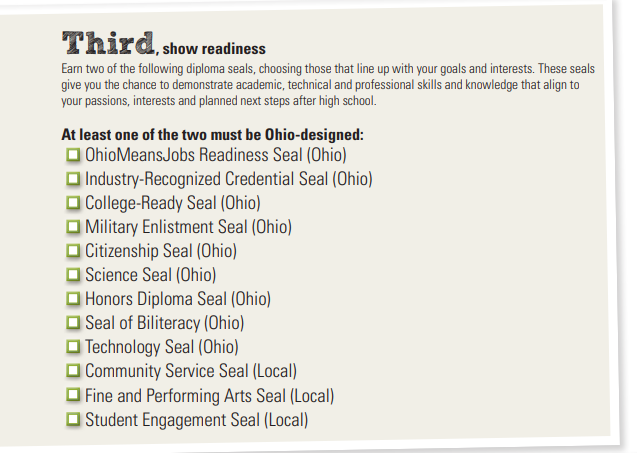 Third, show readiness
Earn two of the following diploma seals, choosing those that line up with your goals and interests. These seals
give you the chance to demonstrate academic, technical and professional skills and knowledge that align to
your passions, interests and planned next steps after high school.
At least one of the two must be Ohio-designed:
OhioMeansJobs Readiness Seal (Ohio)
Industry-Recognized Credential Seal (Ohio)
College-Ready Seal (Ohio)
Military Enlistment Seal (Ohio)
Citizenship Seal (Ohio)
Science Seal (Ohio)
Honors Diploma Seal (Ohio)
Seal of Biliteracy (Ohio)
Technology Seal (Ohio)
Community Service Seal (Local)
Fine and Performing Arts Seal (Local)
Student Engagement Seal (Local)